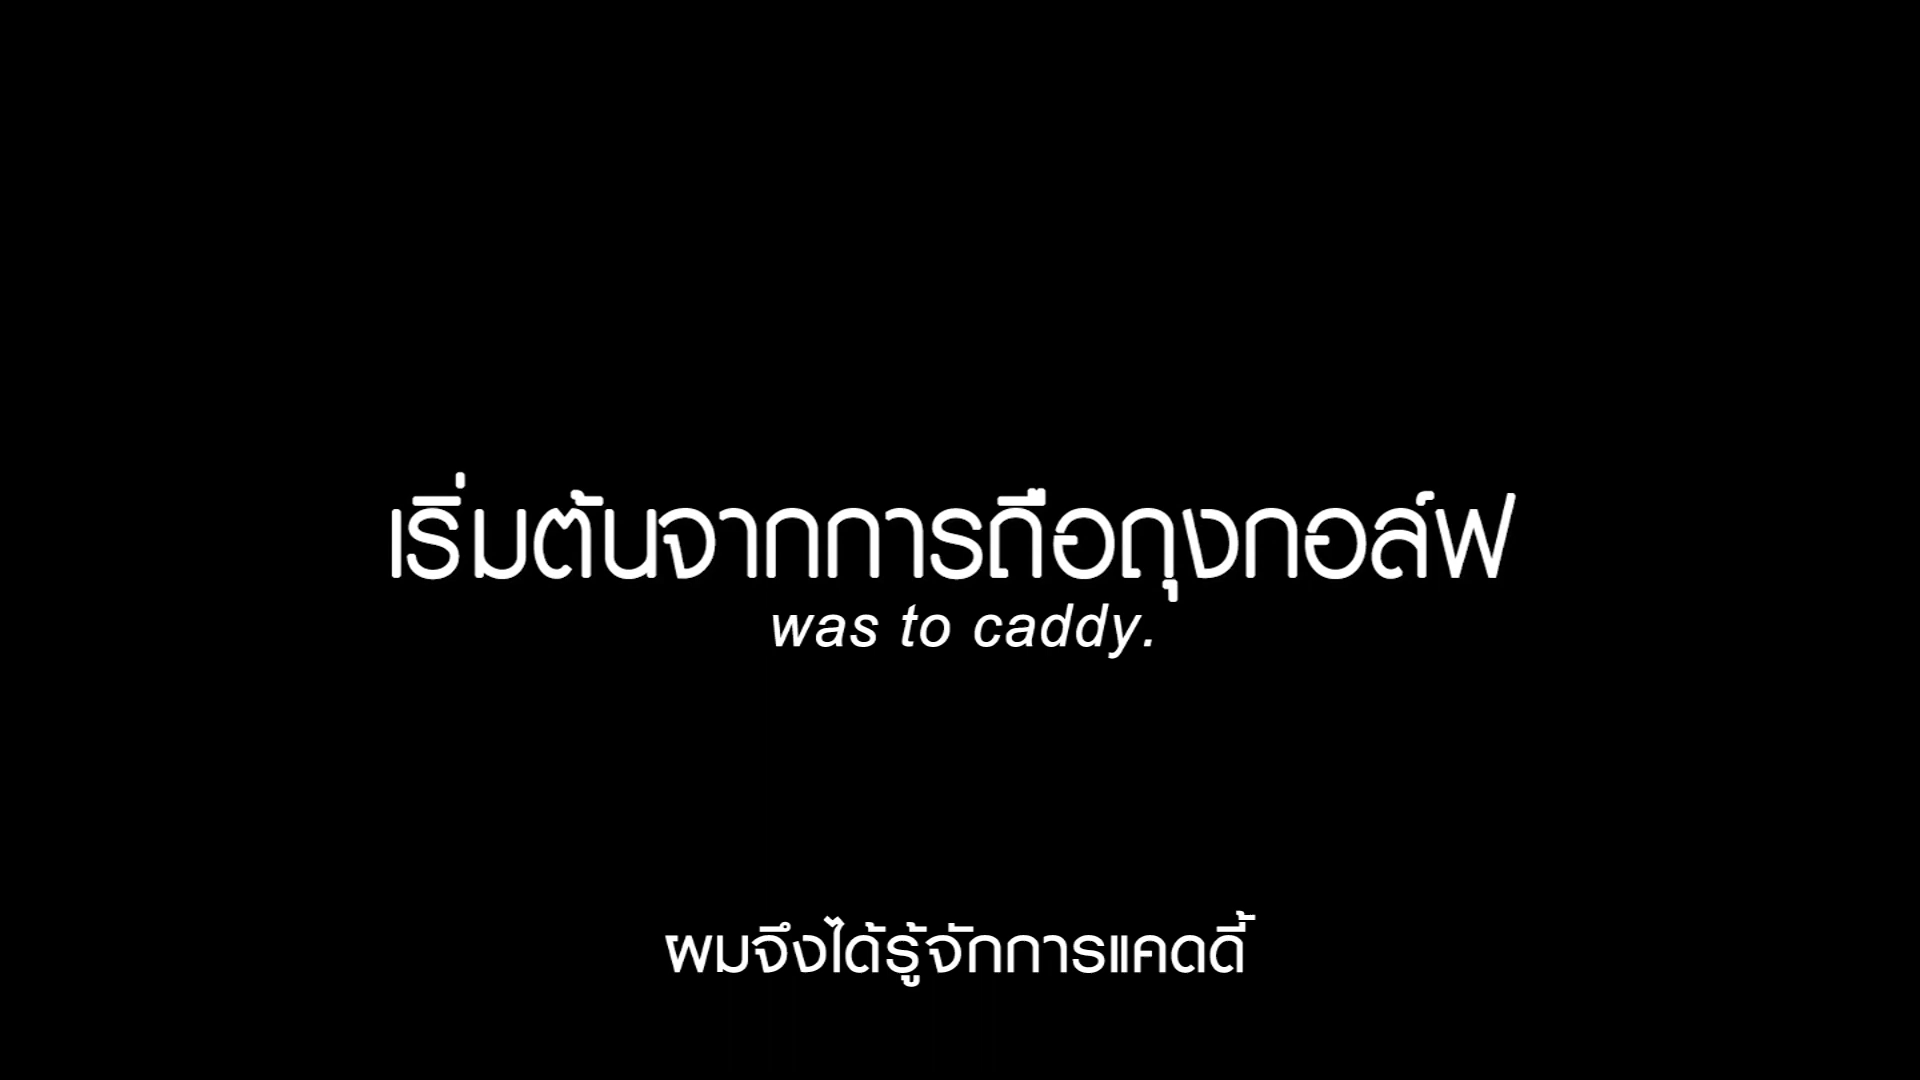 เริ่มต้นจากการถือถุงกอล์ฟ
was to caddy.
ผมจึงได้รู้จักการแคดดี้